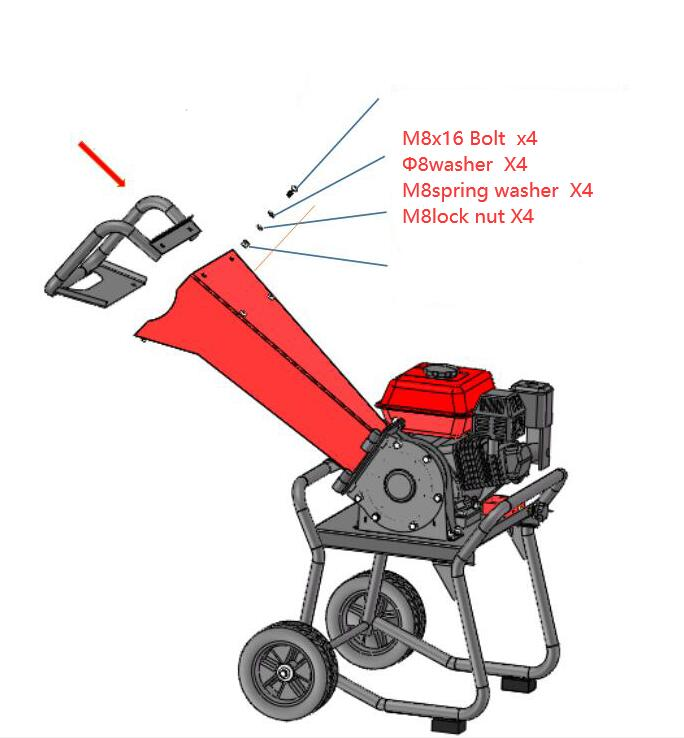 M8x16 Bolt x4
Φ8washer X4
M8spring washer X4
M8lock nut X4